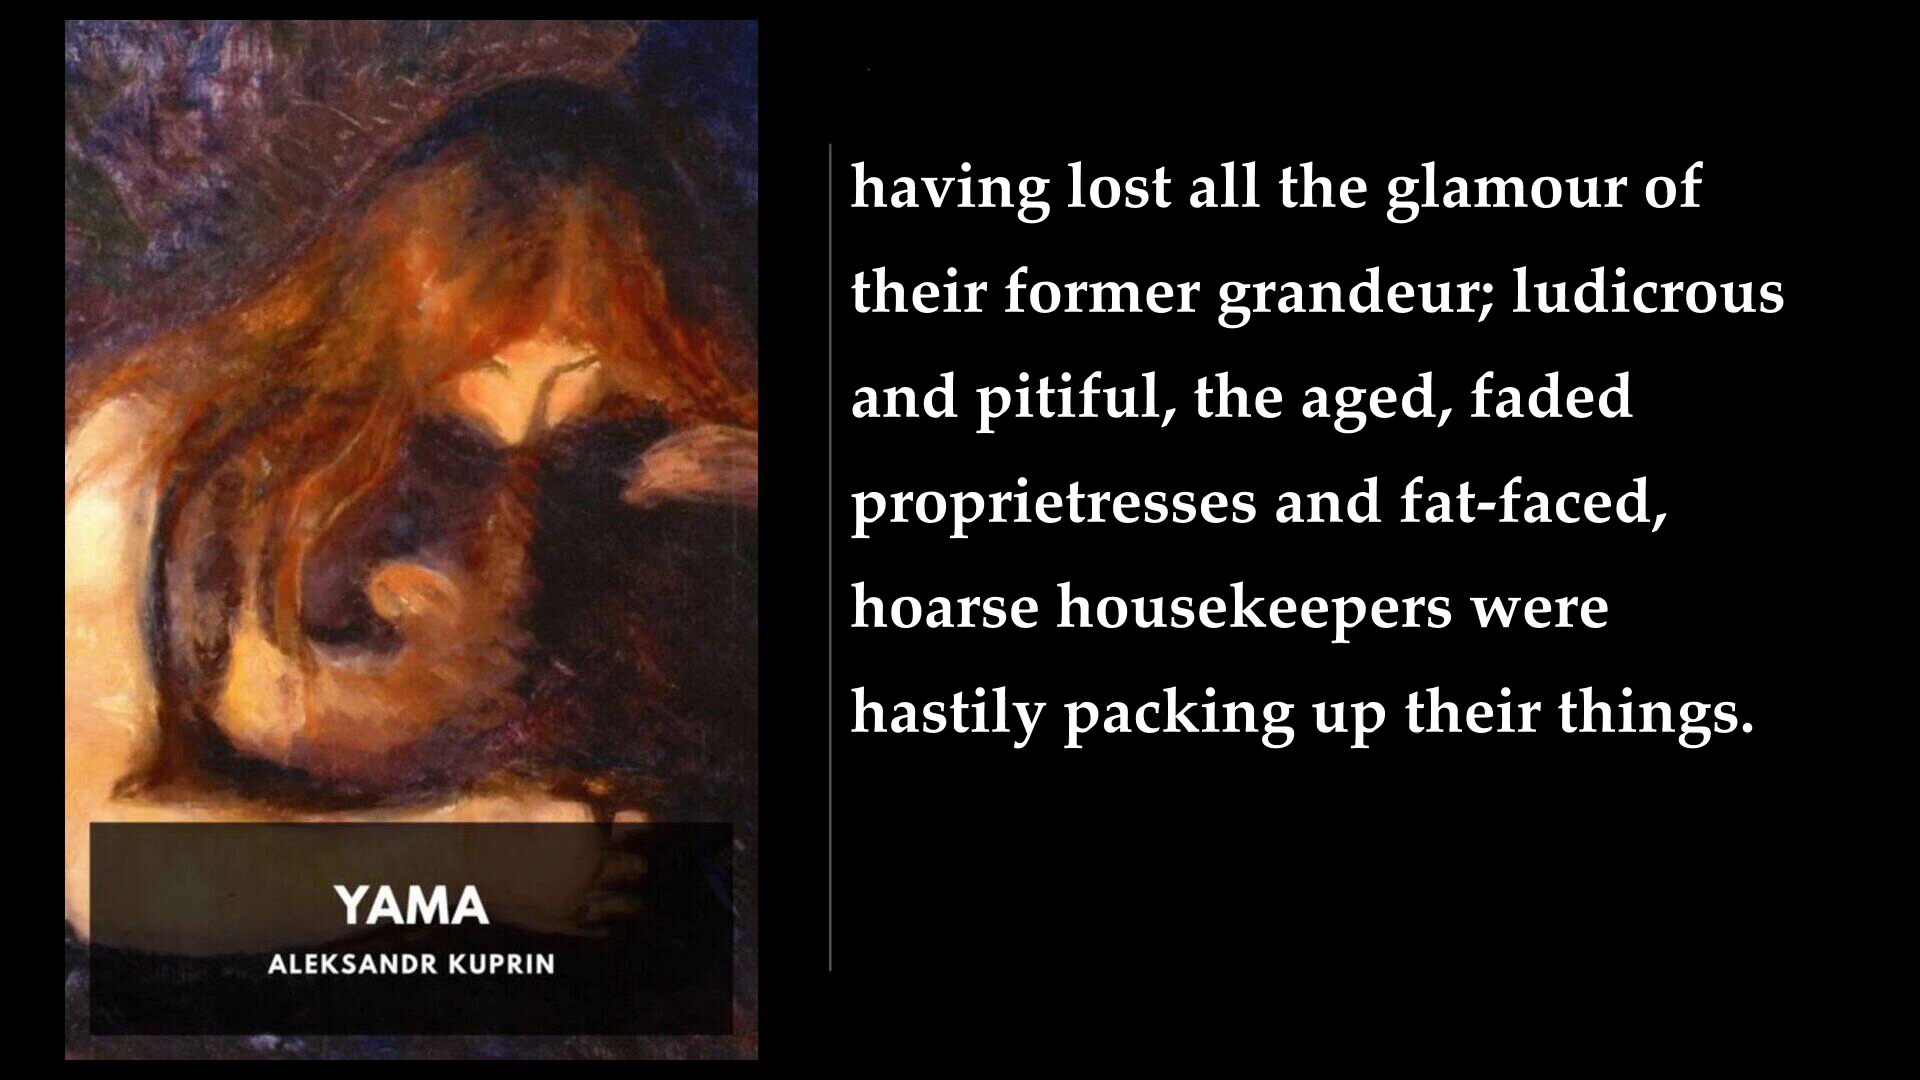 YAMA
ALEKSANDR KUPRIN
having lost all the glamour of
their former grandeur; ludicrous
and pitiful, the aged, faded
proprietresses and fat-faced,
hoarse housekeepers were
hastily packing up their things.